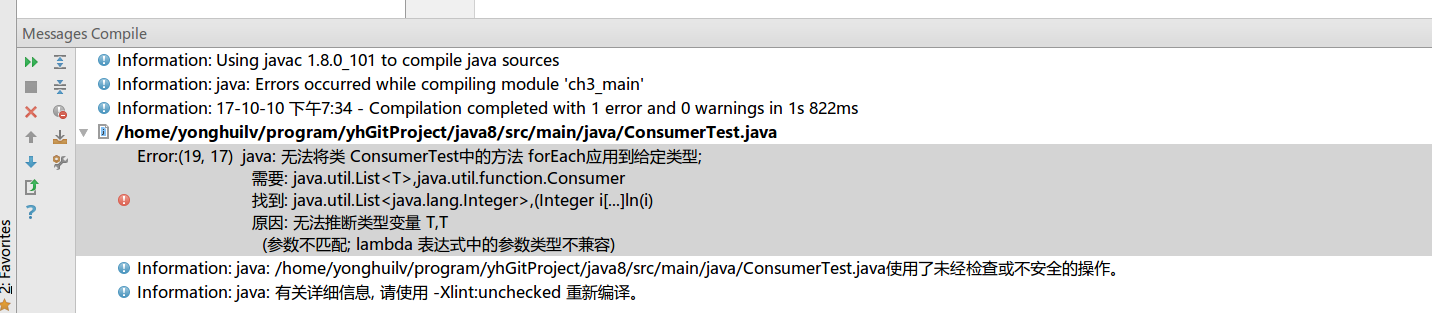 Messages Compile
Information: Using javac 1.8.0_101 to compile java sources
Information: java: Errors occurred while compiling module 'ch3_main'
Information: 17-10-10 下午7:34 - Compilation completed with 1 error and 0 warnings in 1s 822ms
/home/yonghuilv/program/yhGitProject/java8/src/main/java/ConsumerTest.java
Error:(19, 17) java: 无法将类 ConsumerTest中的方法 forEach应用到给定类型;
需要: java.util.List<T>,java.util.function.Consumer
找到: java.util.List<java.lang.Integer>,(Integer i[...]ln(i)
原因: 无法推断类型变量 T,T
(参数不匹配; lambda 表达式中的参数类型不兼容)
Information: java: /home/yonghuilv/program/yhGitProject/java8/src/main/java/ConsumerTest.java使用了未经检查或不安全的操作。
Information: java: 有关详细信息, 请使用 -Xlint:unchecked 重新编译。
2: Favorites